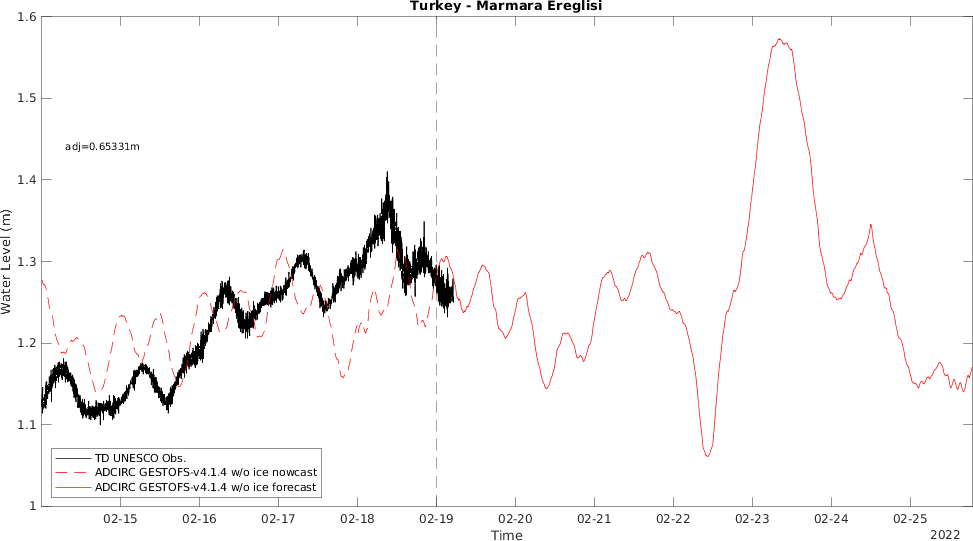 Turkey - Marmara Ereglisi
1.6
1.5
1.4
1.3
1.2
1.1
1
Water Level (m)
adj=0.65331m
TD UNESCO Obs.
ADCIRC GESTOFS-v4.1.4 w/o ice nowcast
ADCIRC GESTOFS-v4.1.4 w/o ice forecast
02-15 02-16 02-17 02-18 02-19 02-20 02-21 02-22 02-23 02-24 02-25
Time
2022